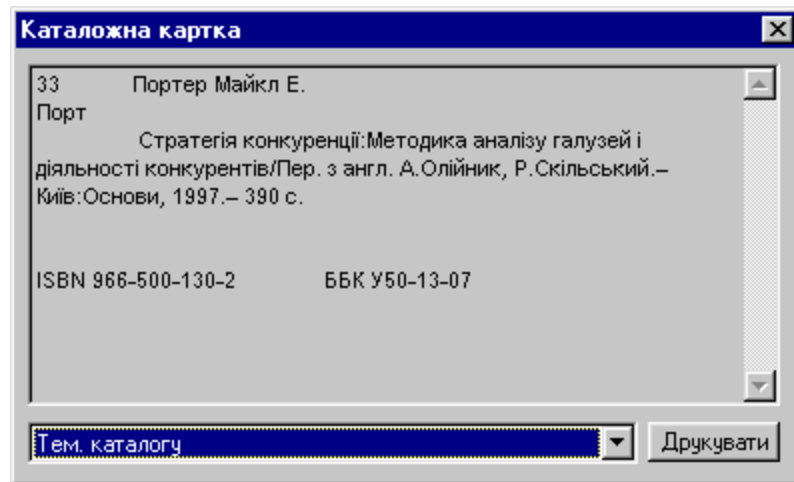 Каталожна картка
33 Портер Майкл Е.
Порт
Стратегія конкуренції:Методика аналізу галузей і
діяльності конкурентів/Пер. з англ. А.Олійник, Р.Скільський.–
Київ:Основи, 1997.– 390 с.
ISBN 966-500-130-2 ББК У50-13-07
Тем. каталогу
Друкувати